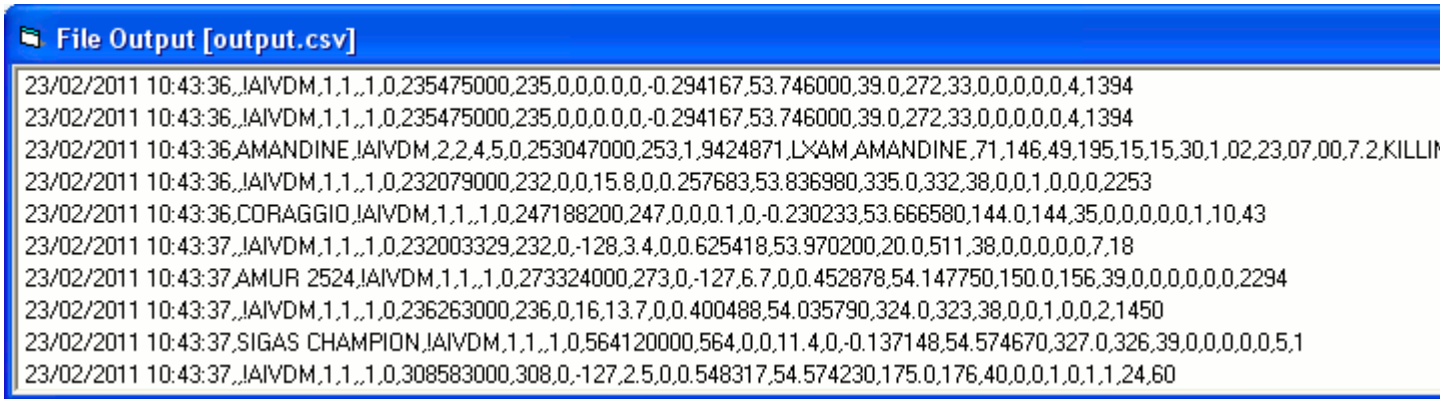 File Output [output.csv]
23/02/2011 10:43:36,,!AIVDM,1,1,,1,0,235475000,235,0,0,0.0,0,-0.294167,53.746000,39.0,272,33,0,0,0,0,0,4,1394
23/02/2011 10:43:36,,!AIVDM,1,1,,1,0,235475000,235,0,0,0.0,0,-0.294167,53.746000,39.0,272,33,0,0,0,0,0,4,1394
23/02/2011 10:43:36,AMANDINE,!AIVDM,2,2,4,5,0,253047000,253,1,9424871,LXAM,AMANDINE,71,146,49,195,15,15,30,1,02,23,07,00,7.2,KILLIN
23/02/2011 10:43:36,,!AIVDM,1,1,,1,0,232079000,232,0,0,15.8,0,0.257683,53.836980,335.0,332,38,0,0,1,0,0,0,2253
23/02/2011 10:43:36,CORAGGIO,!AIVDM,1,1,,1,0,247188200,247,0,0,0.1,0,-0.230233,53.666580,144.0,144,35,0,0,0,0,0,1,10,43
23/02/2011 10:43:37,,!AIVDM,1,1,,1,0,232003329,232,0,-128,3.4,0,0.625418,53.970200,20.0,511,38,0,0,0,0,0,7,18
23/02/2011 10:43:37,AMUR 2524,!AIVDM,1,1,,1,0,273324000,273,0,-127,6.7,0,0.452878,54.147750,150.0,156,39,0,0,0,0,0,0,2294
23/02/2011 10:43:37,,!AIVDM,1,1,,1,0,236263000,236,0,16,13.7,0,0.400488,54.035790,324.0,323,38,0,0,1,0,0,2,1450
23/02/2011 10:43:37,SIGAS CHAMPION,!AIVDM,1,1,,1,0,564120000,564,0,0,11.4,0,-0.137148,54.574670,327.0,326,39,0,0,0,0,0,5,1
23/02/2011 10:43:37,,!AIVDM,1,1,,1,0,308583000,308,0,-127,2.5,0,0.548317,54.574230,175.0,176,40,0,0,1,0,1,1,24,60